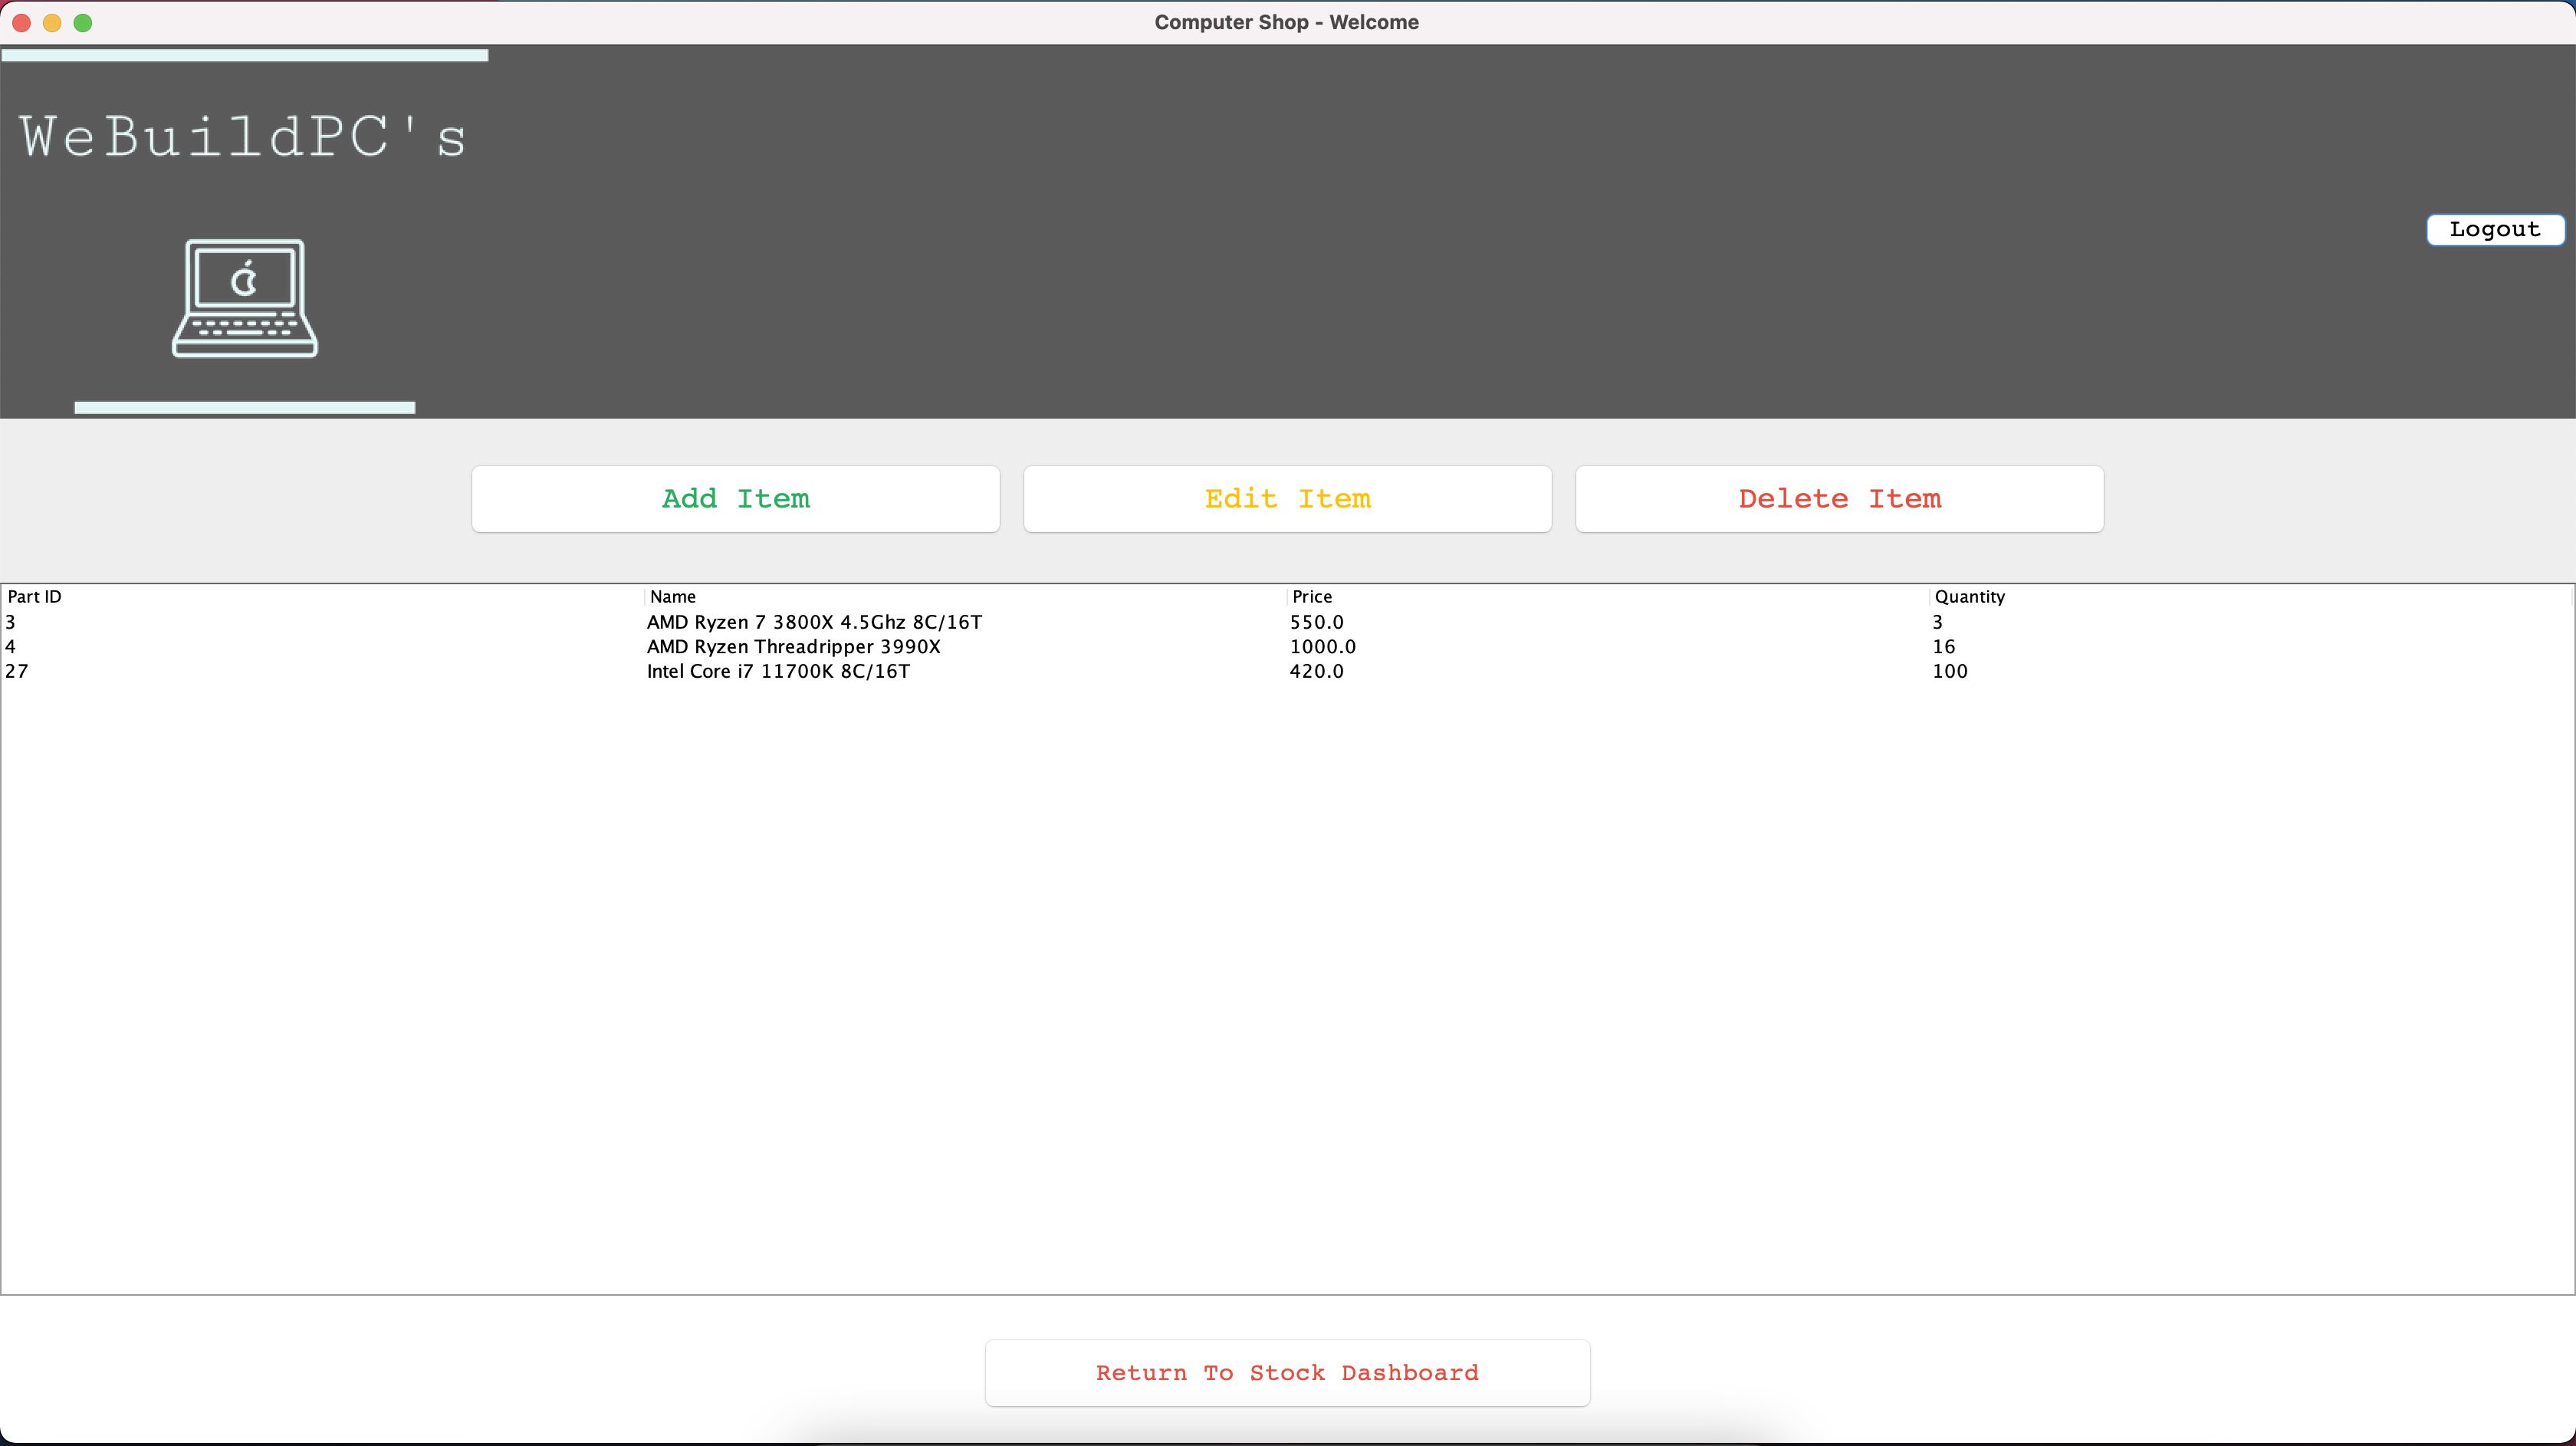 Computer Shop - Welcome
WeBuildPC's
Logout
Add Item Edit Item Delete Item
Part ID Name Price Quantity
3 AMD Ryzen 7 3800X 4.5Ghz 8C/16T 550.0 3
4 AMD Ryzen Threadripper 3990X 1000.0 16
27 Intel Core i7 11700K 8C/16T 420.0 100
Return To Stock Dashboard